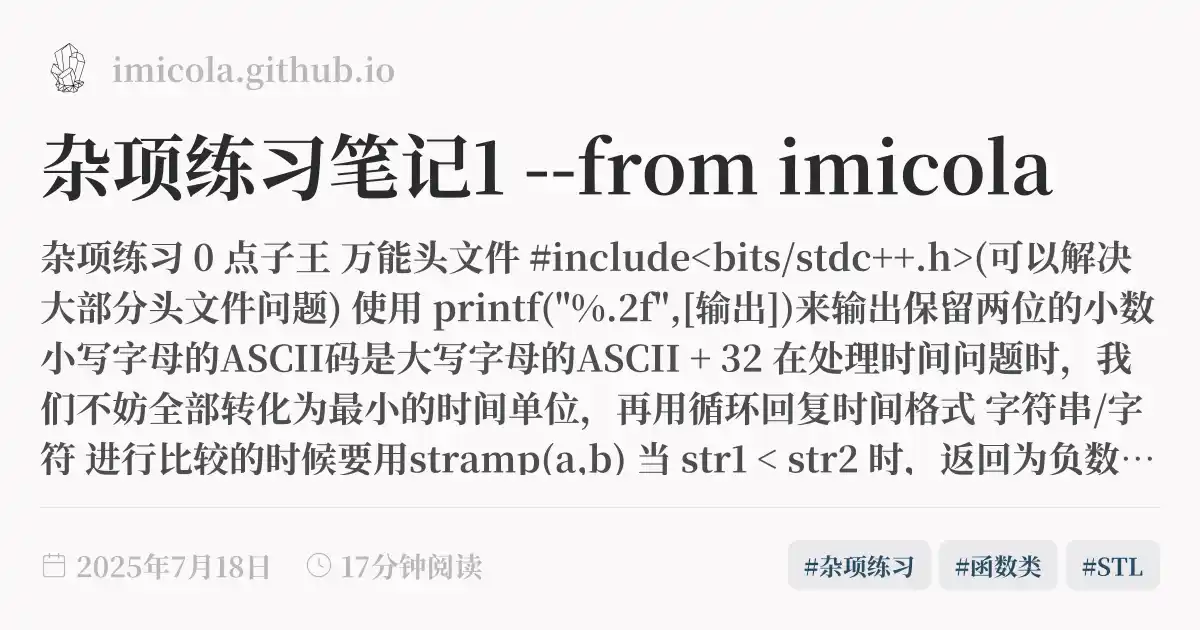 imicola.github.io
杂项练习笔记1 --from imicola
杂项练习 0 点子王 万能头文件 #include<bits/stdc++.h>(可以解决
大部分头文件问题) 使用 printf("%.2f",[输出])来输出保留两位的小数
小写字母的ASCII码是大写字母的ASCII + 32 在处理时间问题时，我
们不妨全部转化为最小的时间单位，再用循环回复时间格式 字符串/字
符 进行比较的时候要用stramp(a,b) 当 str1 < str2 时，返回为负数…
2025年7月18日 17分钟阅读 #杂项练习 #函数类 #STL